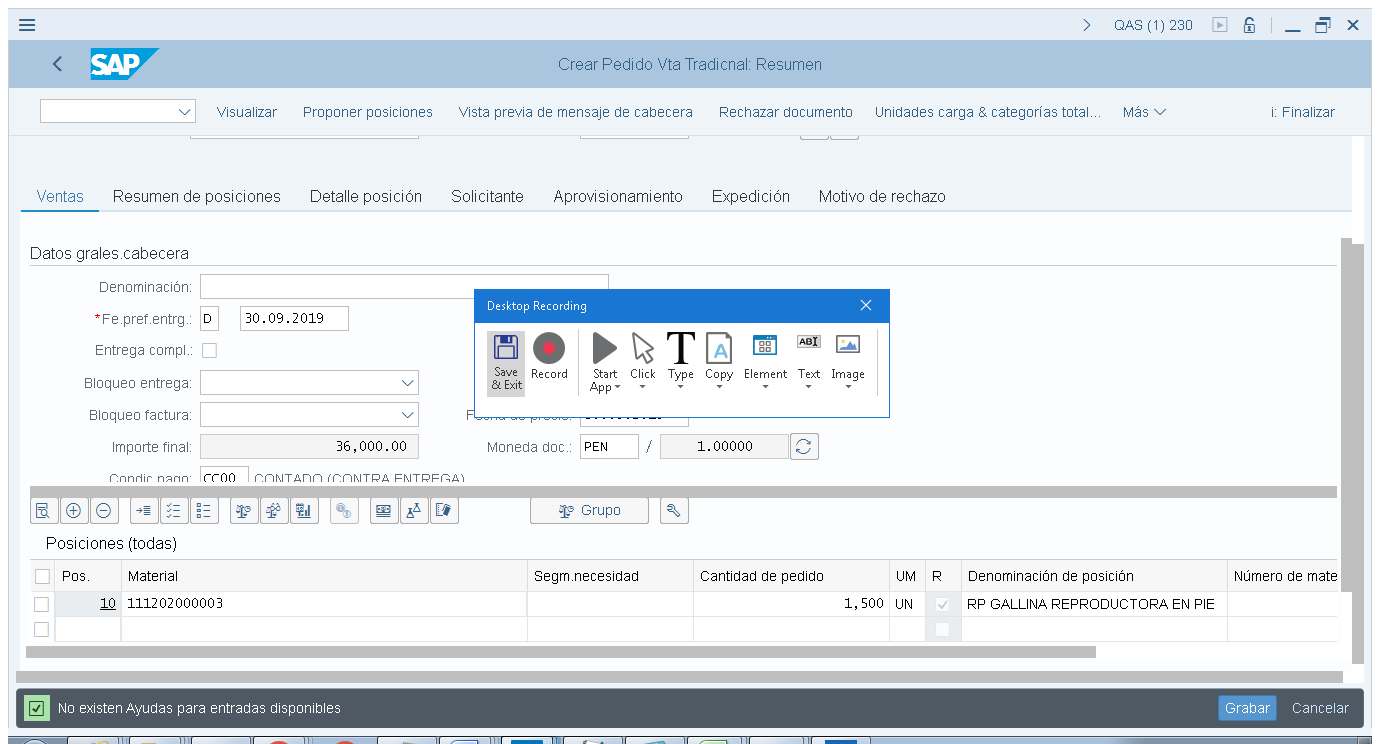 QAS (1) 230
SAP
Crear Pedido Vta Tradicnal: Resumen
Visualizar Proponer posiciones Vista previa de mensaje de cabecera Rechazar documento Unidades carga & categorías total... Más i: Finalizar
Ventas Resumen de posiciones Detalle posición Solicitante Aprovisionamiento Expedición Motivo de rechazo
Datos grales.cabecera
Denominación:
*Fe.pref.entrg.: D 30.09.2019
Entrega compl.:
Bloqueo entrega:
Bloqueo factura:
Importe final: 36,000.00 Moneda doc.: PEN / 1.00000
Condic.pago: CC00 CONTADO (CONTRA ENTREGA)
Desktop Recording
Save & Exit
Record
Start App
Click
Type
Copy
Element
Text
Image
Grupo
Posiciones (todas)
Pos. Material Segm.necesidad Cantidad de pedido UM R Denominación de posición Número de mate
10 111202000003 1,500 UN RP GALLINA REPRODUCTORA EN PIE
No existen Ayudas para entradas disponibles
Grabar Cancelar